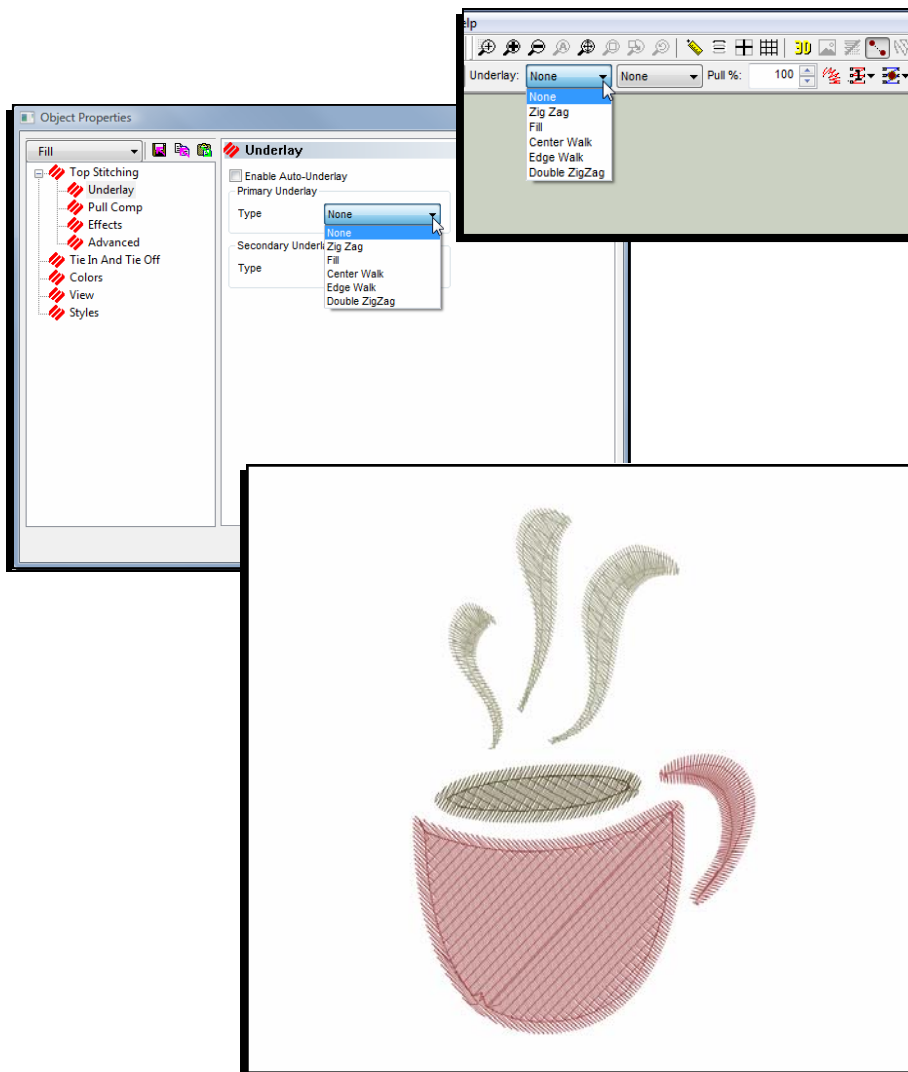 elp
3D
Underlay: None None Pull %: 100
None
Zig Zag
Fill
Center Walk
Edge Walk
Double ZigZag
Object Properties
Fill
Top Stitching
Underlay
Pull Comp
Effects
Advanced
Tie In And Tie Off
Colors
View
Styles
Underlay
Enable Auto-Underlay
Primary Underlay
Type None
None
Zig Zag
Fill
Center Walk
Edge Walk
Double ZigZag
Secondary Underla
Type